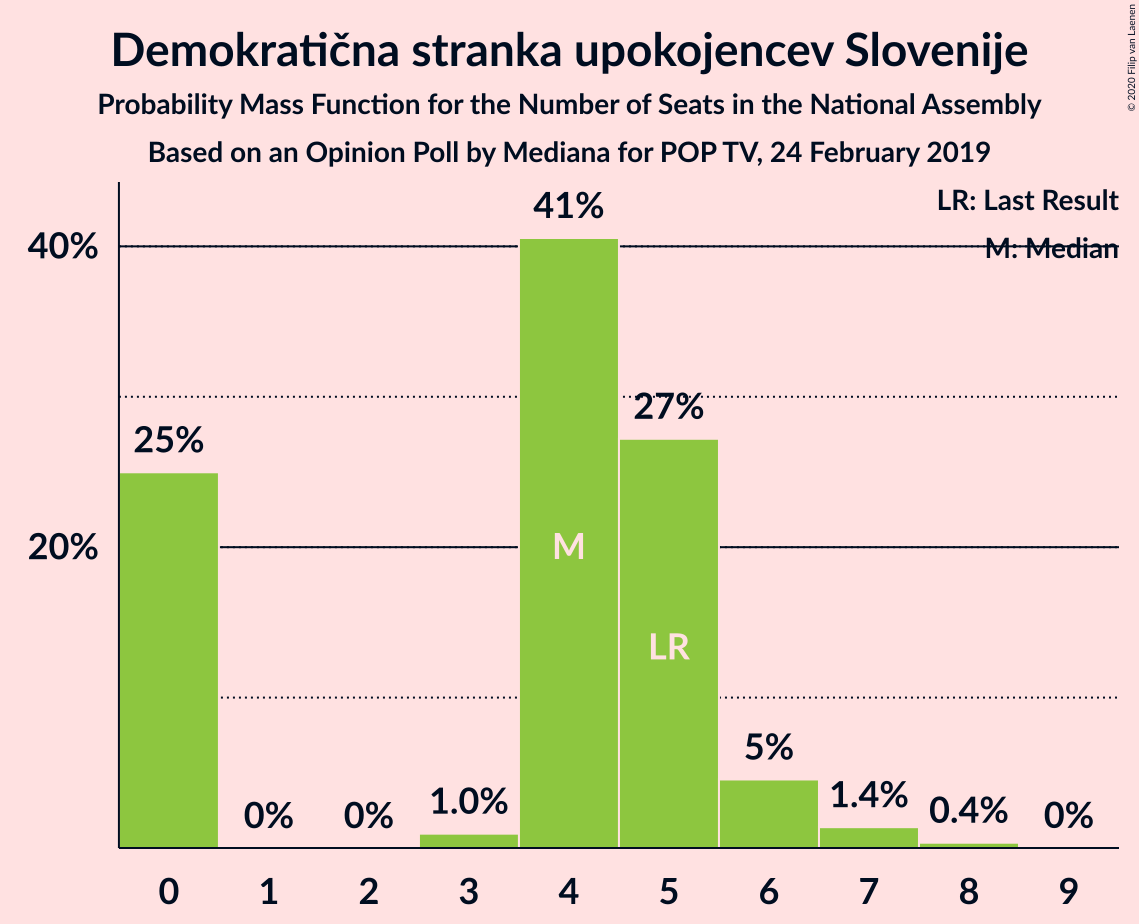 Demokratična stranka upokojencev Slovenije
Probability Mass Function for the Number of Seats in the National Assembly
Based on an Opinion Poll by Mediana for POP TV, 24 February 2019
© 2020 Filip van Laenen
LR: Last Result
M: Median
40%
20%
25%
0%
0%
1.0%
41%
27%
5%
1.4%
0.4%
0%
M
LR
0 1 2 3 4 5 6 7 8 9